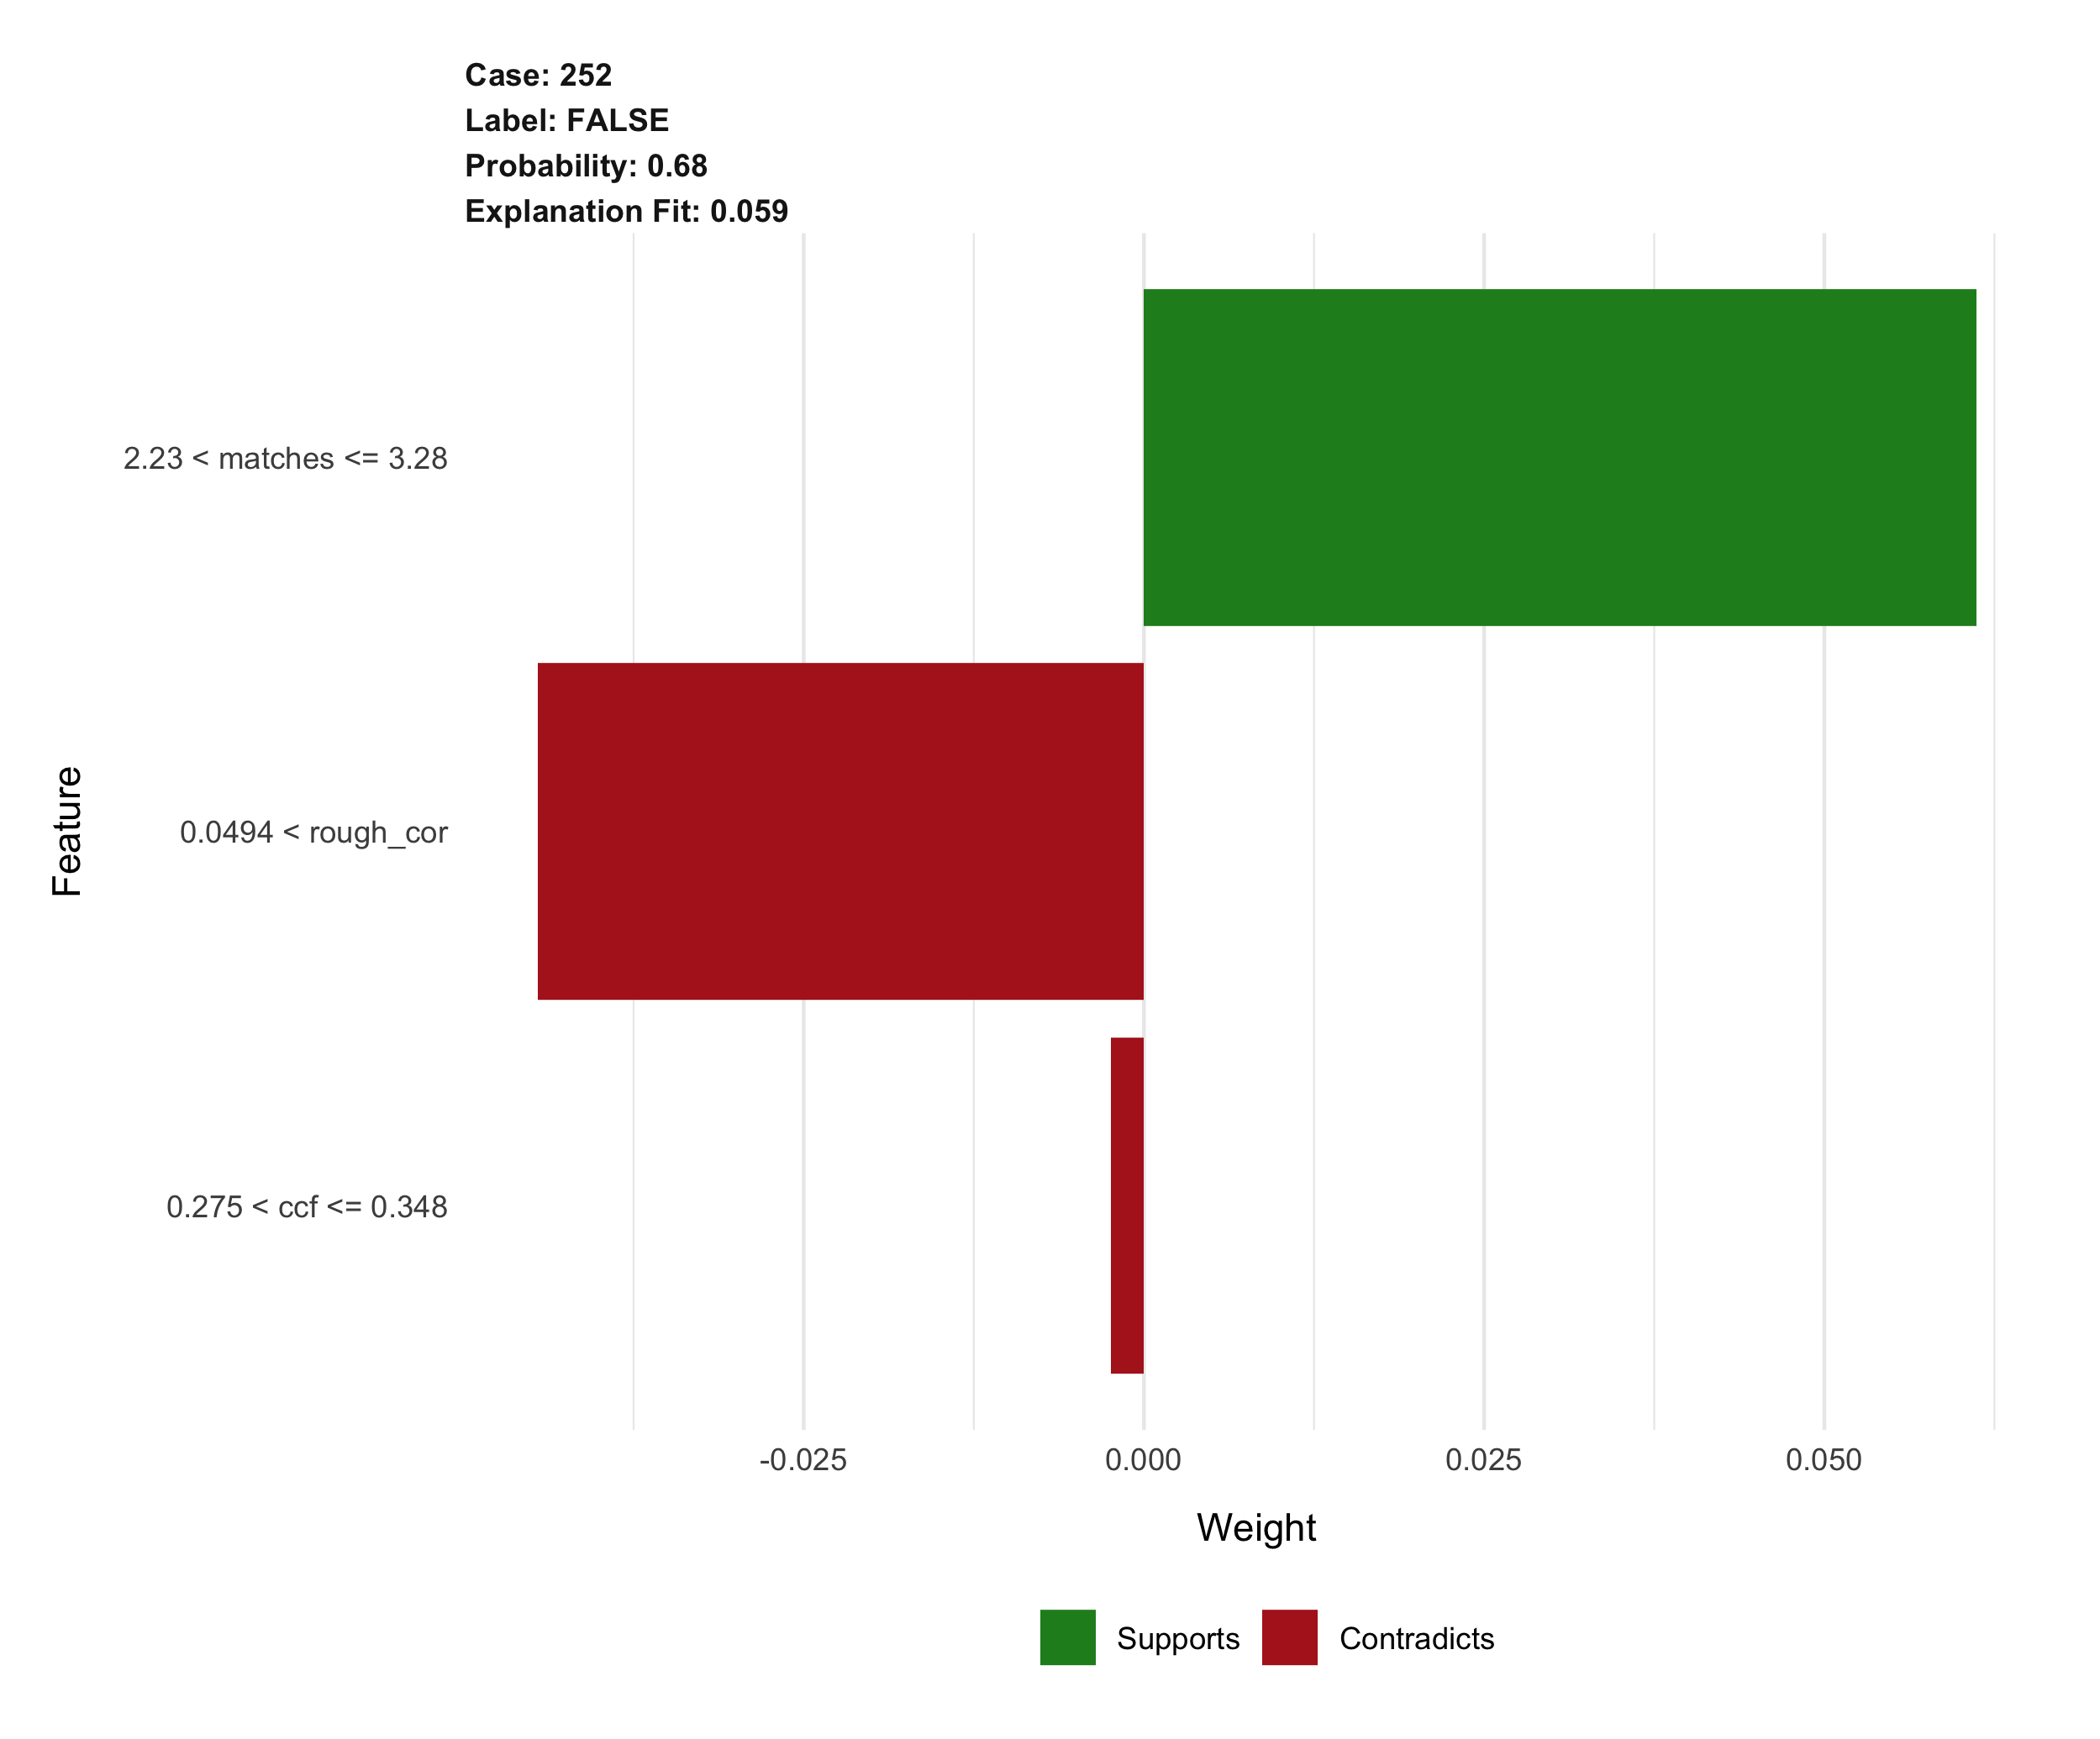 Case: 252
Label: FALSE
Probability: 0.68
Explanation Fit: 0.059
Feature
2.23 < matches <= 3.28
0.0494 < rough_cor
0.275 < ccf <= 0.348
-0.025 0.000 0.025 0.050
Weight
Supports Contradicts